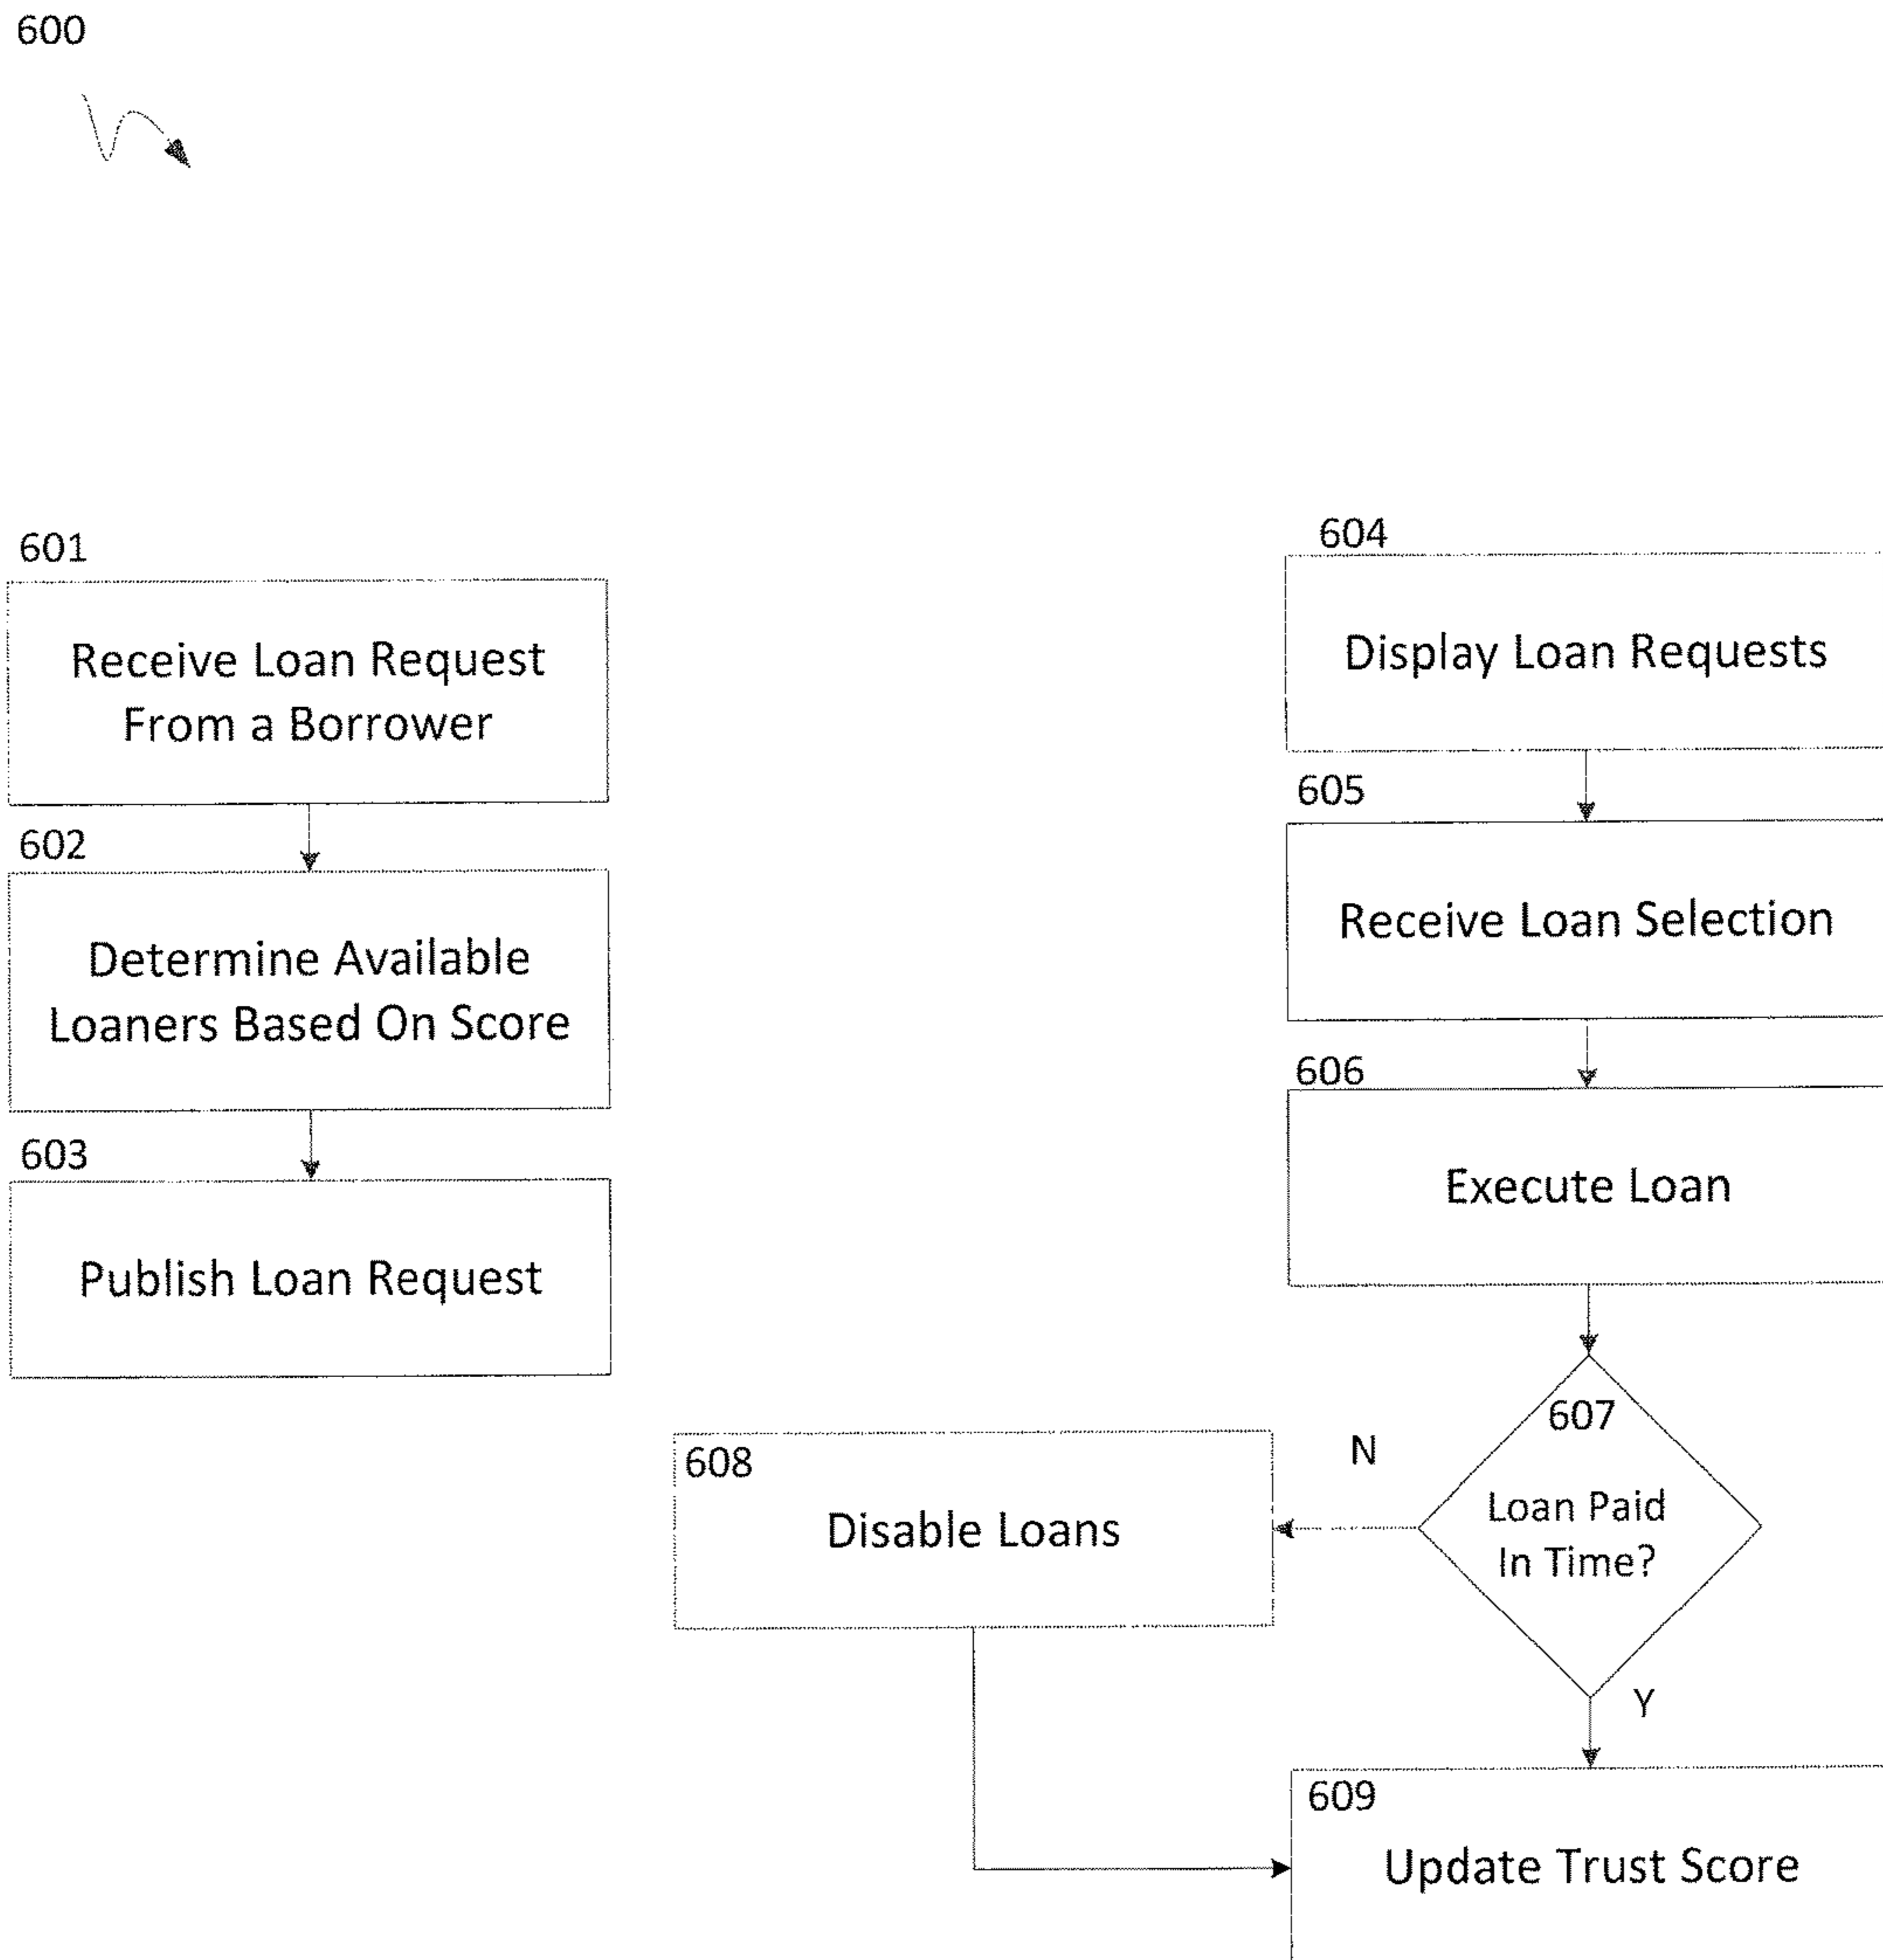 600
601
Receive Loan Request
From a Borrower
602
Determine Available
Loaners Based On Score
603
Publish Loan Request
604
Display Loan Requests
605
Receive Loan Selection
606
Execute Loan
607
Loan Paid
In Time?
N
608
Disable Loans
Y
609
Update Trust Score